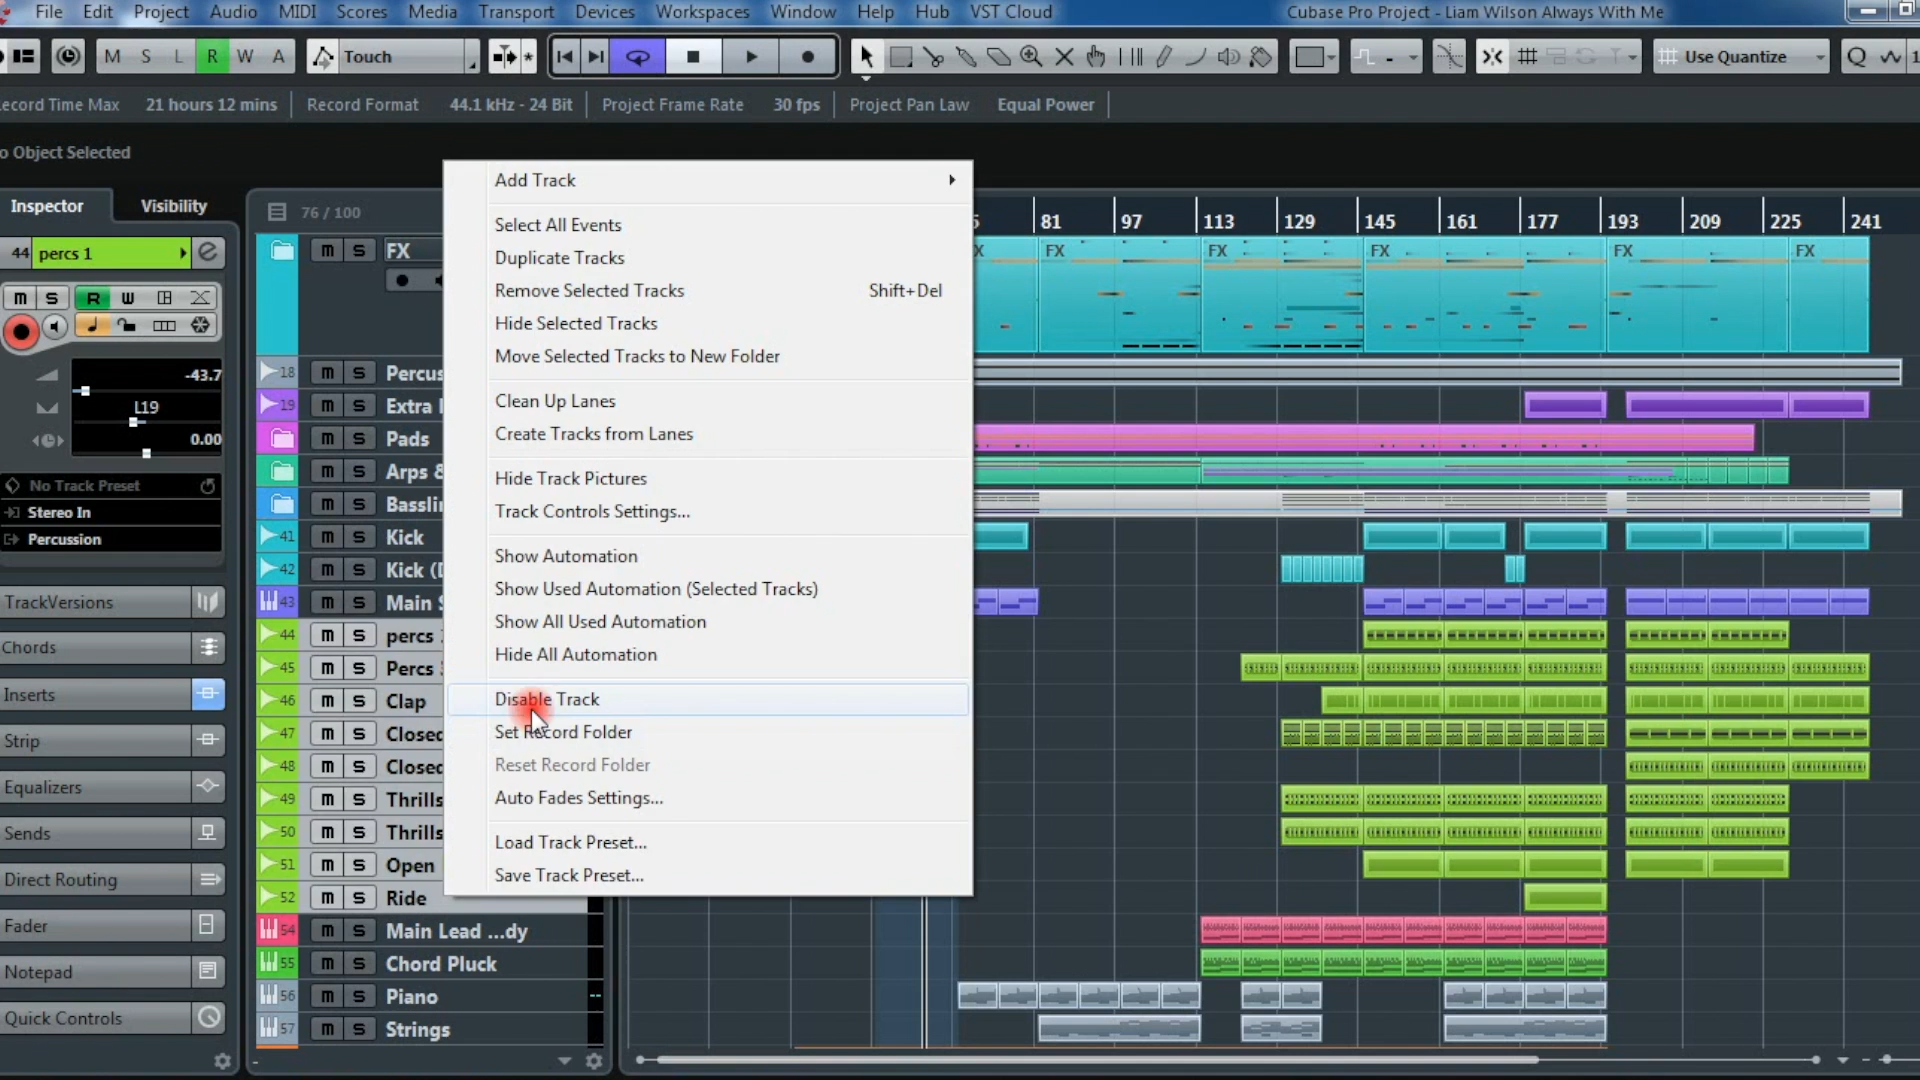 File Edit Project Audio MIDI Scores Media Transport Devices Workspaces Window Help Hub VST Cloud Cubase Pro Project - Liam Wilson Always With Me
M S L R W A Touch Use Quantize Q
ecord Time Max 21 hours 12 mins Record Format 44.1 kHz - 24 Bit Project Frame Rate 30 fps Project Pan Law Equal Power
o Object Selected
Inspector Visibility
76 / 100
81 97 113 129 145 161 177 193 209 225 241
44 percs 1
m S R W
-43.7
L19
0.00
No Track Preset
Stereo In
Percussion
TrackVersions
Chords
Inserts
Strip
Equalizers
Sends
Direct Routing
Fader
Notepad
Quick Controls
m S FX
18 m S Percus
19 m S Extra
m S Pads
m S Arps &
m S Bassli
41 m S Kick
42 m S Kick (
43 m S Main
44 m S percs
45 m S Percs
46 m S Clap
47 m S Closed
48 m S Closed
49 m S Thrills
50 m S Thrills
51 m S Open
52 m S Ride
54 m S Main Lead ...dy
55 m S Chord Pluck
56 m S Piano
57 m S Strings
Add Track
Select All Events
Duplicate Tracks
Remove Selected Tracks Shift+Del
Hide Selected Tracks
Move Selected Tracks to New Folder
Clean Up Lanes
Create Tracks from Lanes
Hide Track Pictures
Track Controls Settings...
Show Automation
Show Used Automation (Selected Tracks)
Show All Used Automation
Hide All Automation
Disable Track
Set Record Folder
Reset Record Folder
Auto Fades Settings...
Load Track Preset...
Save Track Preset...
X FX FX FX FX FX